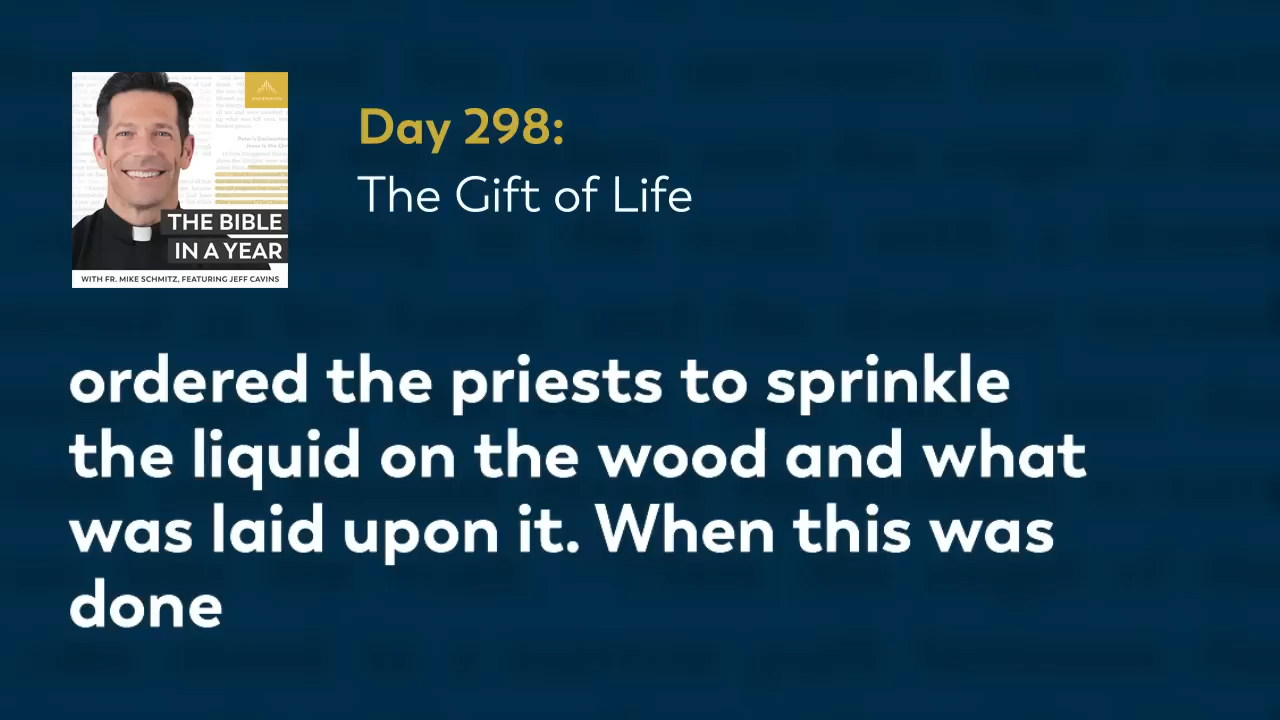 THE BIBLE
IN A YEAR
WITH FR. MIKE SCHMITZ, FEATURING JEFF CAVINS
Day 298:
The Gift of Life
ordered the priests to sprinkle
the liquid on the wood and what
was laid upon it. When this was
done